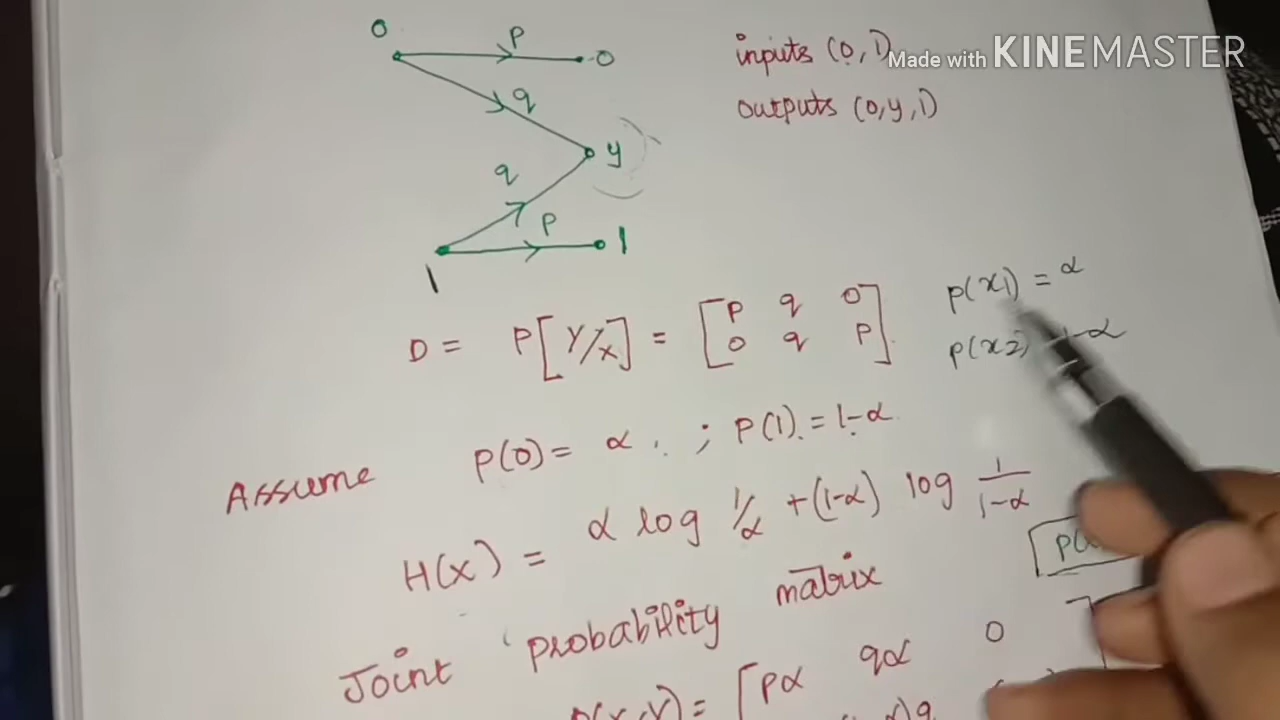 0 p 0
inputs (0, 1)
Made with KINEMASTER
q
outputs (0, y, 1)
q y
p 1
1
D = P[Y/X] = [p q 0
0 q p]
p(x1) = α
p(x2) 1-α
Assume P(0) = α ; P(1) = 1-α
H(X) = α log 1/α + (1-α) log 1/1-α
Joint probability matrix
[pα qα 0